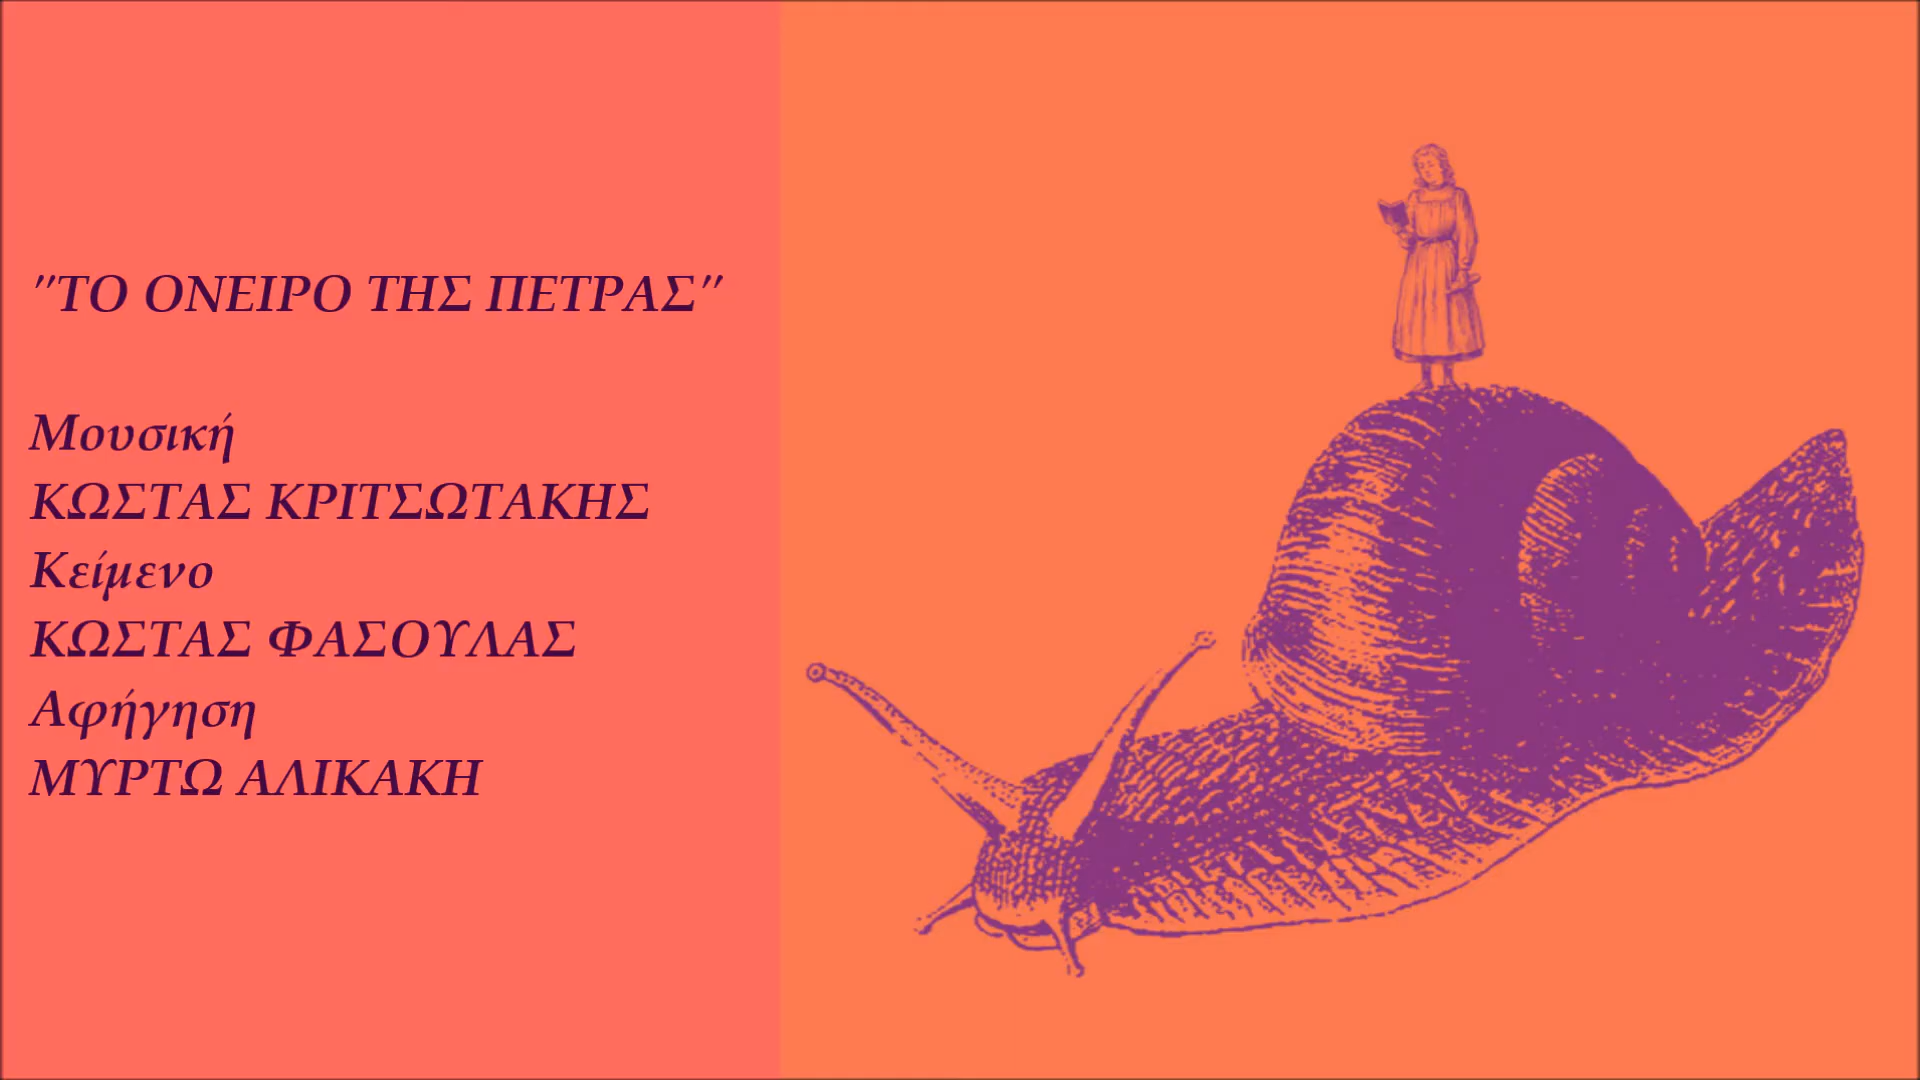 "ΤΟ ΟΝΕΙΡΟ ΤΗΣ ΠΕΤΡΑΣ"
Μουσική
ΚΩΣΤΑΣ ΚΡΙΤΣΩΤΑΚΗΣ
Κείμενο
ΚΩΣΤΑΣ ΦΑΣΟΥΛΑΣ
Αφήγηση
ΜΥΡΤΩ ΑΛΙΚΑΚΗ